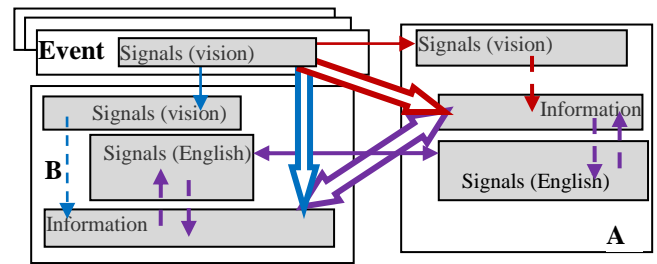 Event
Signals (vision)
Signals (vision)
Signals (vision)
Information
Signals (English)
B
Signals (English)
Information
A